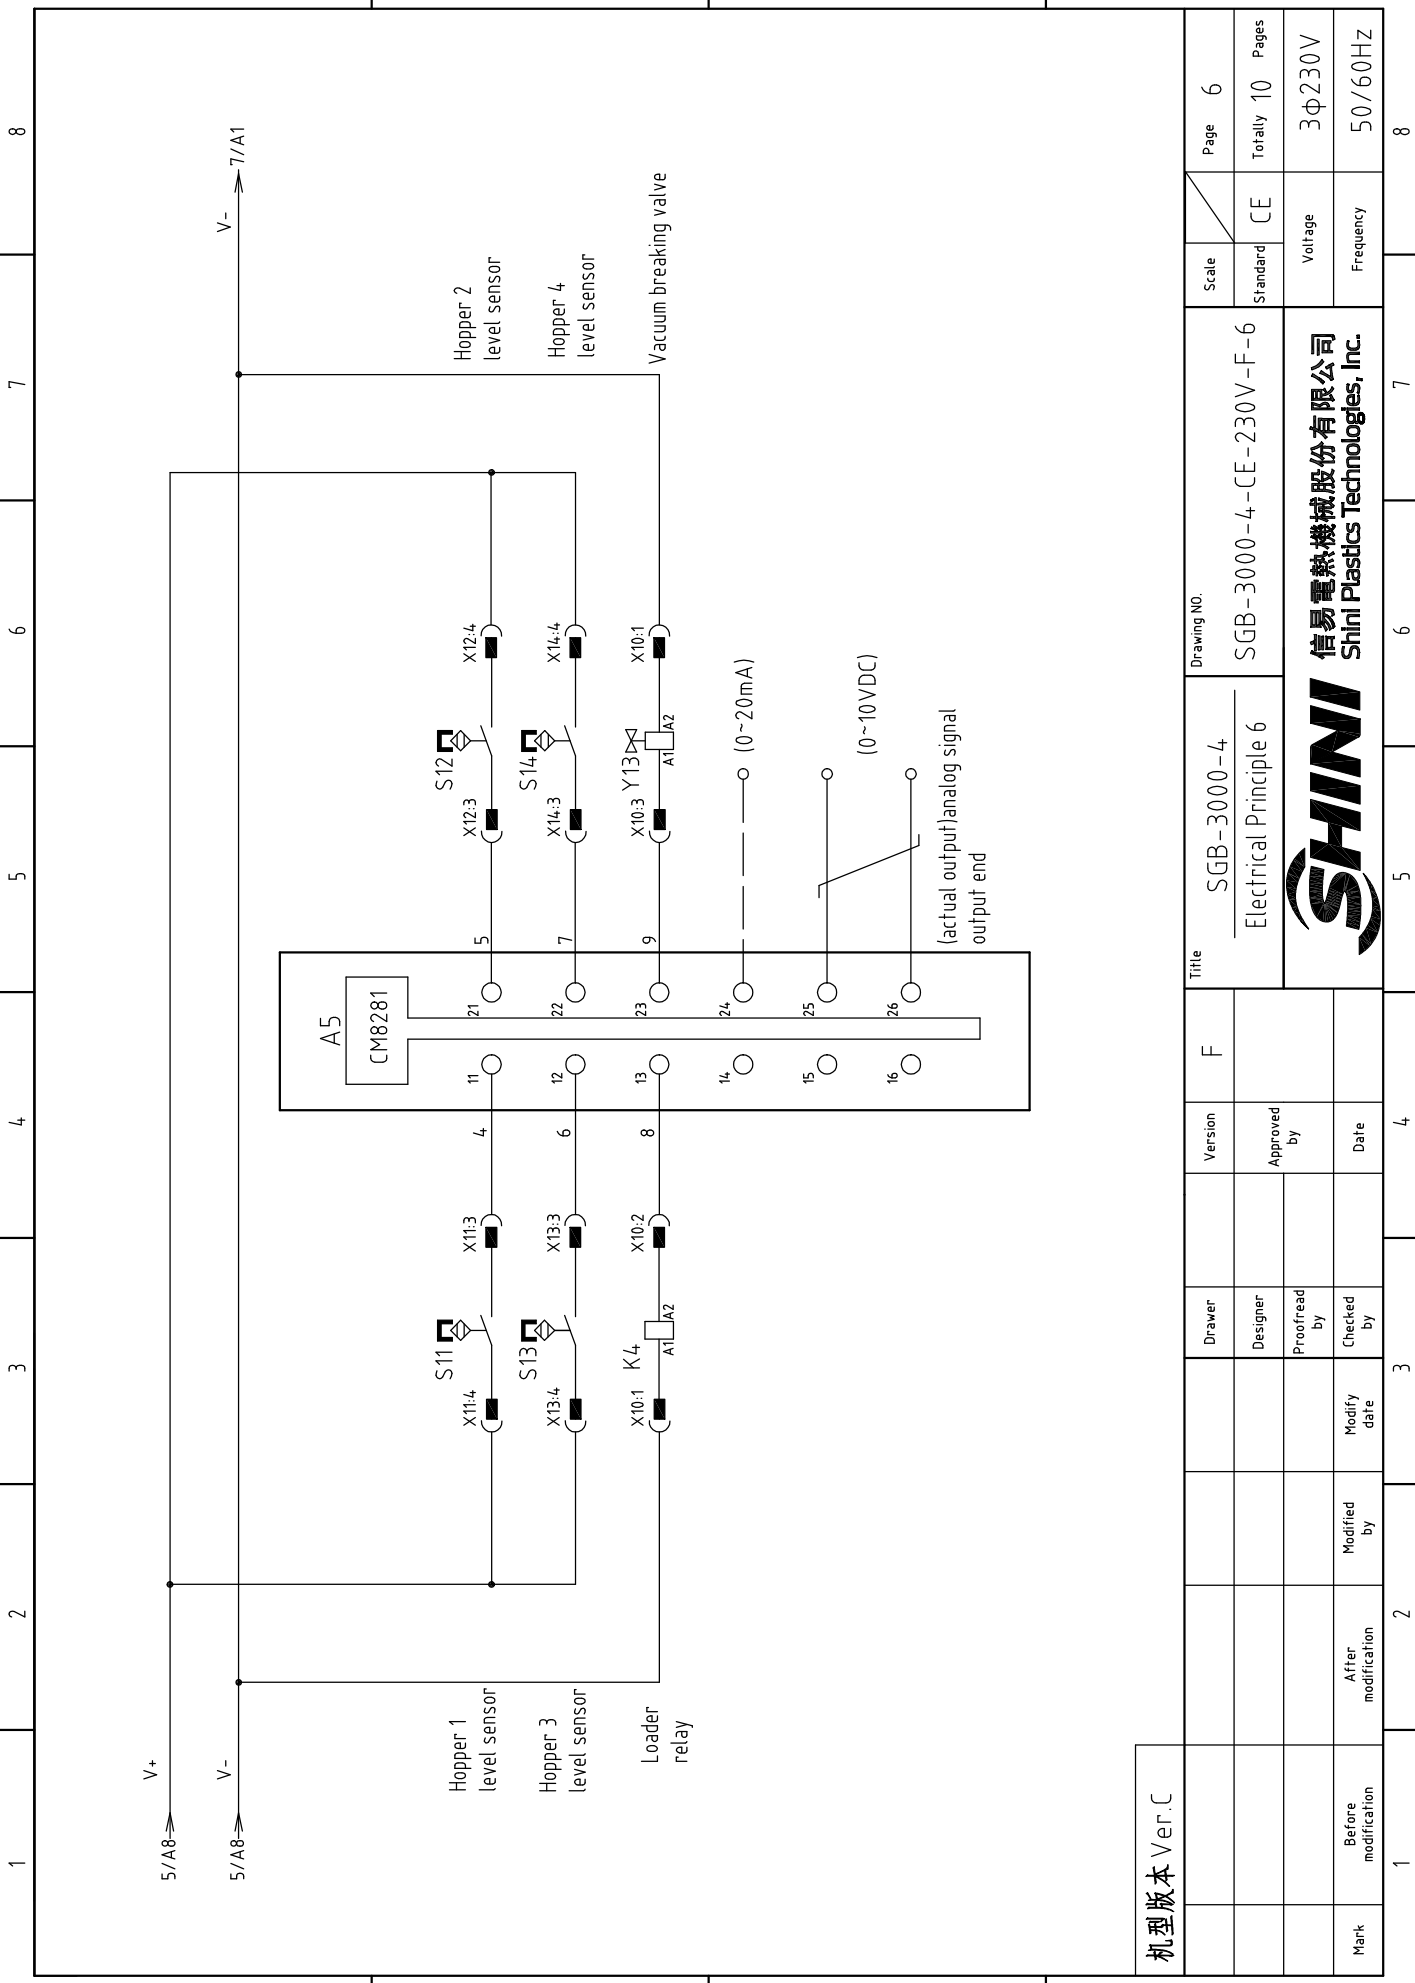 1
2
3
4
5
6
7
8
5/A8
V+
5/A8
V-
V-
7/A1
Hopper 1
level sensor
Hopper 3
level sensor
Loader
relay
X11:4
S11
X11:3
4
X13:4
S13
X13:3
6
X10:1
K4
A1
A2
X10:2
8
A5
CM8281
11
21
12
22
13
23
14
24
15
25
16
26
5
X12:3
S12
X12:4
7
X14:3
S14
X14:4
9
X10:3
Y13
A1
A2
X10:1
Hopper 2
level sensor
Hopper 4
level sensor
Vacuum breaking valve
(0~20mA)
(0~10VDC)
(actual output)analog signal
output end
机型版本 Ver.C
Mark
Before
modification
After
modification
Modified
by
Modify
date
Drawer
Designer
Proofread
by
Checked
by
Version
F
Approved
by
Date
Title
SGB-3000-4
Electrical Principle 6
Drawing NO.
SGB-3000-4-CE-230V-F-6
SHINI
信易電熱機械股份有限公司
Shini Plastics Technologies, Inc.
Scale
Page 6
Standard
CE
Totally 10 Pages
Voltage
3Φ230V
Frequency
50/60Hz
1
2
3
4
5
6
7
8